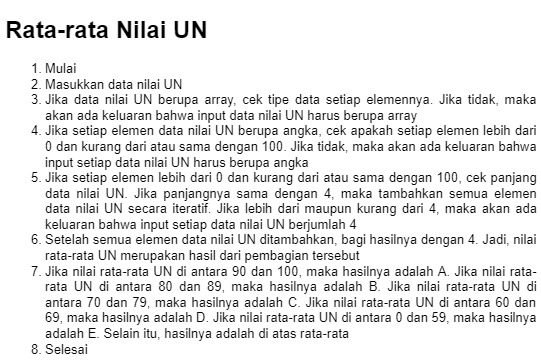 Rata-rata Nilai UN
1. Mulai
2. Masukkan data nilai UN
3. Jika data nilai UN berupa array, cek tipe data setiap elemennya. Jika tidak, maka
akan ada keluaran bahwa input data nilai UN harus berupa array
4. Jika setiap elemen data nilai UN berupa angka, cek apakah setiap elemen lebih dari
0 dan kurang dari atau sama dengan 100. Jika tidak, maka akan ada keluaran bahwa
input setiap data nilai UN harus berupa angka
5. Jika setiap elemen lebih dari 0 dan kurang dari atau sama dengan 100, cek panjang
data nilai UN. Jika panjangnya sama dengan 4, maka tambahkan semua elemen
data nilai UN secara iteratif. Jika lebih dari maupun kurang dari 4, maka akan ada
keluaran bahwa input setiap data nilai UN berjumlah 4
6. Setelah semua elemen data nilai UN ditambahkan, bagi hasilnya dengan 4. Jadi, nilai
rata-rata UN merupakan hasil dari pembagian tersebut
7. Jika nilai rata-rata UN di antara 90 dan 100, maka hasilnya adalah A. Jika nilai rata-
rata UN di antara 80 dan 89, maka hasilnya adalah B. Jika nilai rata-rata UN di
antara 70 dan 79, maka hasilnya adalah C. Jika nilai rata-rata UN di antara 60 dan
69, maka hasilnya adalah D. Jika nilai rata-rata UN di antara 0 dan 59, maka hasilnya
adalah E. Selain itu, hasilnya adalah di atas rata-rata
8. Selesai